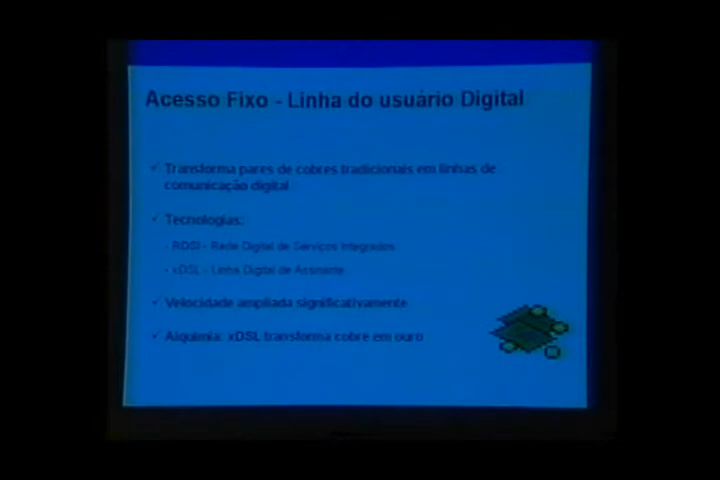 Acesso Fixo - Linha do usuário Digital
Transforma pares de cobres tradicionais em linhas de
comunicação digital
Tecnologias:
- RDSI - Rede Digital de Serviços Integrados
- xDSL - Linha Digital de Assinante
Velocidade ampliada significativamente
Alquimia: xDSL transforma cobre em ouro